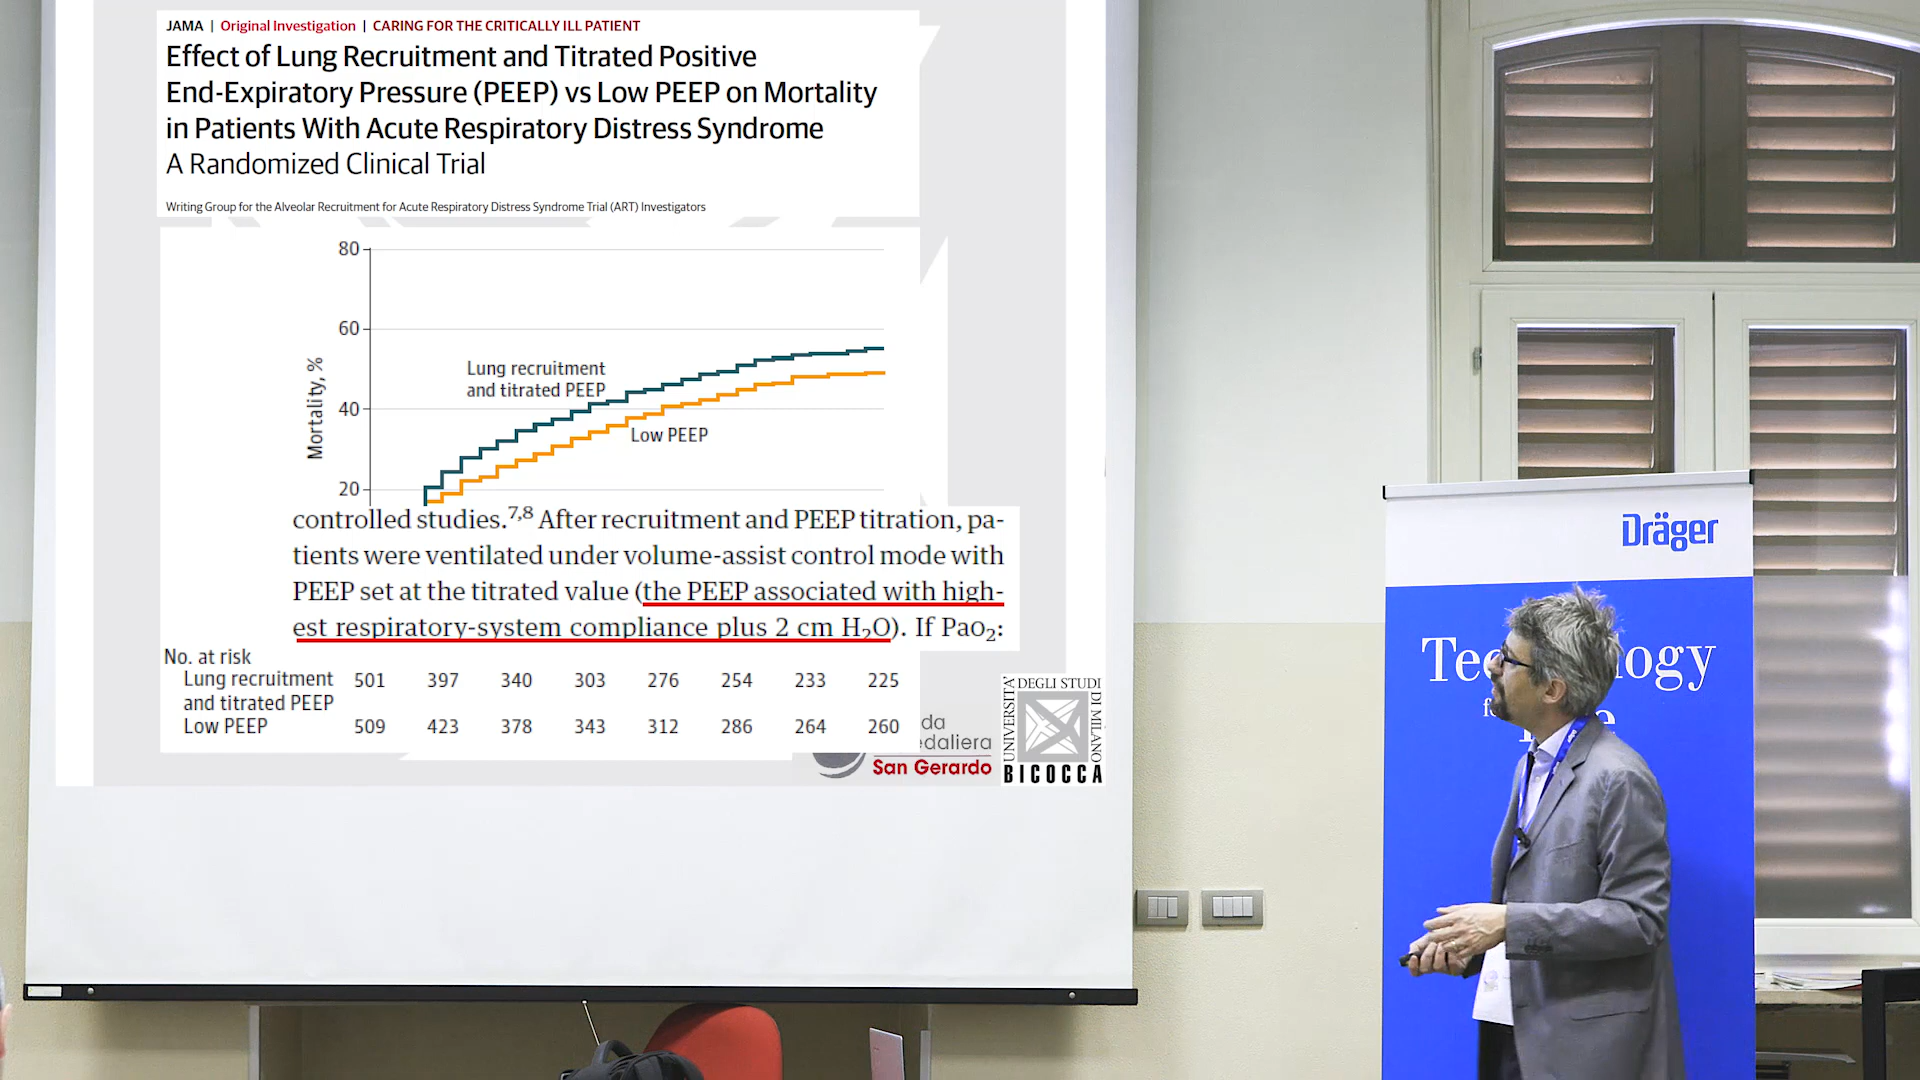 JAMA | Original Investigation | CARING FOR THE CRITICALLY ILL PATIENT
Effect of Lung Recruitment and Titrated Positive
End-Expiratory Pressure (PEEP) vs Low PEEP on Mortality
in Patients With Acute Respiratory Distress Syndrome
A Randomized Clinical Trial
Writing Group for the Alveolar Recruitment for Acute Respiratory Distress Syndrome Trial (ART) Investigators
80
60
40
20
Mortality, %
Lung recruitment
and titrated PEEP
Low PEEP
controlled studies.7,8 After recruitment and PEEP titration, pa-
tients were ventilated under volume-assist control mode with
PEEP set at the titrated value (the PEEP associated with high-
est respiratory-system compliance plus 2 cm H2O). If PaO2:
No. at risk
Lung recruitment
and titrated PEEP
501 397 340 303 276 254 233 225
Low PEEP 509 423 378 343 312 286 264 260
da
edaliera
San Gerardo
UNIVERSITÀ
DEGLI STUDI
DI MILANO
BICOCCA
Dräger
Te ogy
f
e